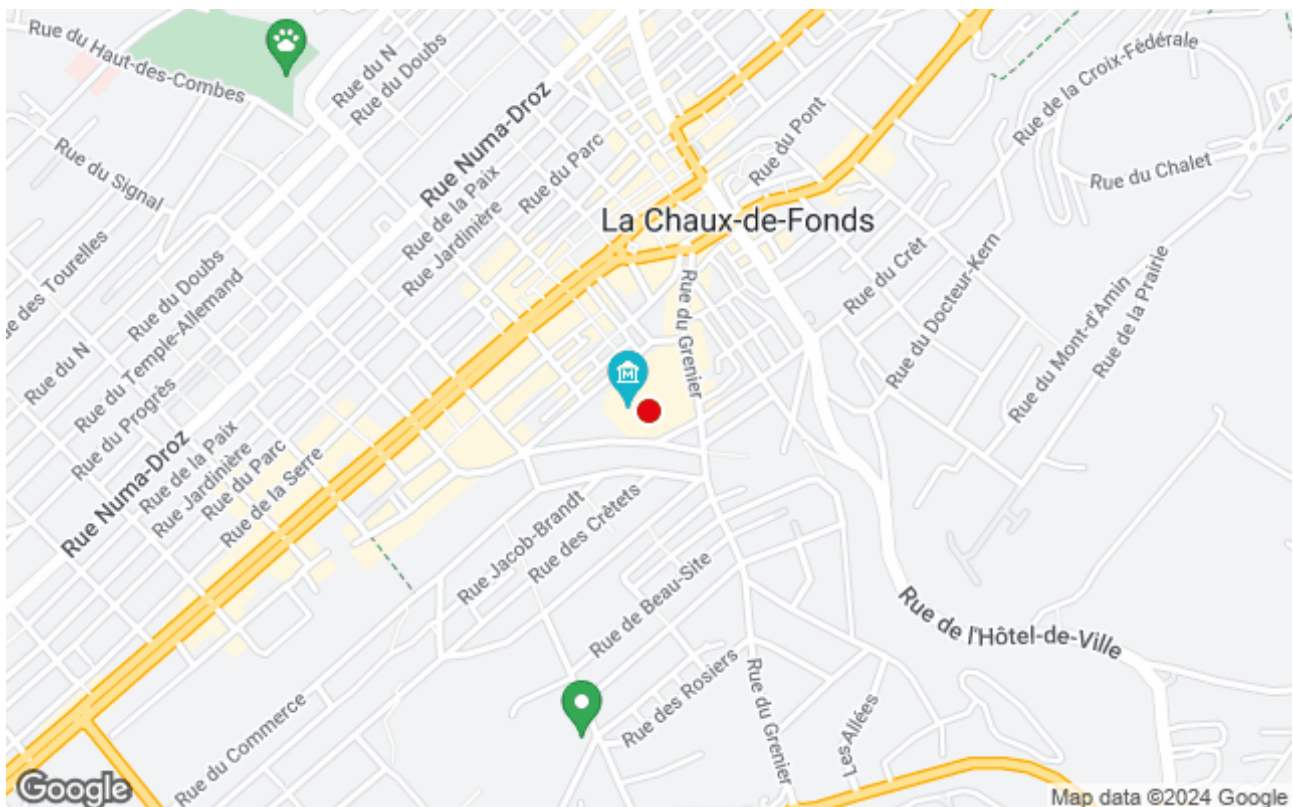 Rue du Haut-des-Combes
Rue du N
Rue du Doubs
Rue de la Croix-Fédérale
Rue Numa-Droz
Rue du Parc
Rue du Pont
Rue du Signal
Rue de la Paix
Rue du Chalet
Rue Jardinière
La Chaux-de-Fonds
ue des Tourelles
Rue du Doubs
Rue du Temple-Allemand
Rue du Crêt
Rue du Docteur-Kern
Rue du Mont-d'Amin
Rue de la Prairie
Rue du N
Rue du Grenier
Rue du Progrès
M
Rue Numa-Droz
Rue de la Paix
Rue Jardinière
Rue du Parc
Rue de la Serre
Rue Jacob-Brandt
Rue des Crêtets
Rue de Beau-Site
Rue de l'Hôtel-de-Ville
Rue des Rosiers
Rue du Grenier
Les Allées
Rue du Commerce
Google
Map data ©2024 Google